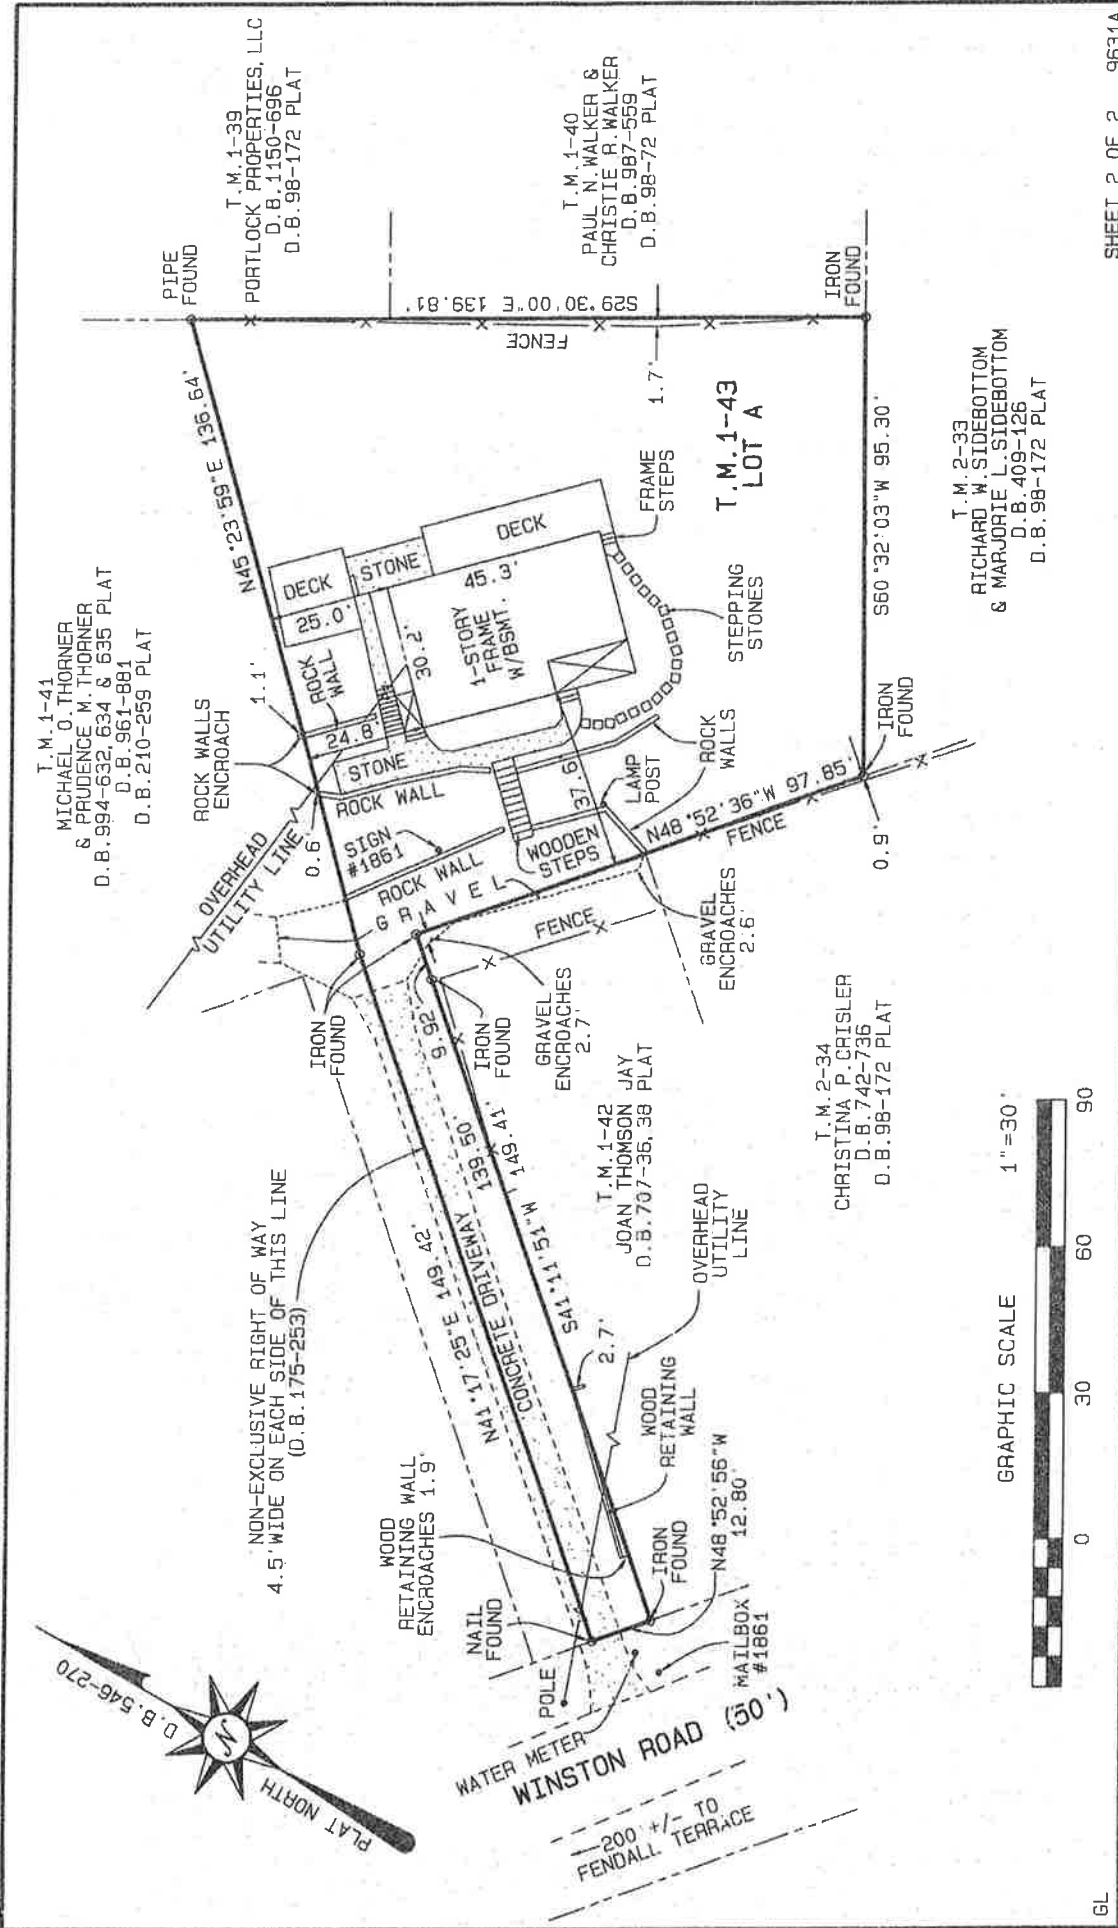 T.M.1-41
MICHAEL O.THORNER
& PRUDENCE M.THORNER
D.B.994-632, 634 & 635 PLAT
D.B.961-881
D.B.210-259 PLAT
T.M.1-39
PORTLOCK PROPERTIES, LLC
D.B.1150-696
D.B.98-172 PLAT
PIPE
FOUND
T.M.1-40
PAUL N.WALKER &
CHRISTIE R.WALKER
D.B.987-559
D.B.98-72 PLAT
IRON
FOUND
S29°30'00"E 139.81'
FENCE
1.7'
N45°23'59"E 136.64'
T.M.1-43
LOT A
ROCK WALLS
ENCROACH
1.1'
0.6'
OVERHEAD
UTILITY LINE
DECK
25.0'
STONE
DECK
45.3'
30.2'
1-STORY
FRAME
W/BSMT.
ROCK
WALL
24.8'
STONE
ROCK WALL
FRAME
STEPS
STEPPING
STONES
ROCK
WALLS
LAMP
POST
37.6'
WOODEN
STEPS
SIGN
#1861
ROCK WALL
GRAVEL
N48°52'36"W 97.85'
FENCE
IRON
FOUND
0.9'
S60°32'03"W 95.30'
T.M.2-33
RICHARD W.SIDEBOTTOM
& MARJORIE L.SIDEBOTTOM
D.B.409-126
D.B.98-172 PLAT
GRAVEL
ENCROACHES
2.6'
FENCE
GRAVEL
ENCROACHES
2.7'
IRON
FOUND
IRON
FOUND
9.92'
139.50'
S41°11'51"W 149.41'
T.M.1-42
JOAN THOMSON JAY
D.B.707-36,38 PLAT
NON-EXCLUSIVE RIGHT OF WAY
4.5'WIDE ON EACH SIDE OF THIS LINE
(D.B.175-253)
N41°17'25"E 149.42'
CONCRETE DRIVEWAY
T.M.2-34
CHRISTINA P.CRISLER
D.B.742-736
D.B.98-172 PLAT
OVERHEAD
UTILITY
LINE
2.7'
WOOD
RETAINING
WALL
WOOD
RETAINING WALL
ENCROACHES 1.9'
NAIL
FOUND
IRON
FOUND
N48°52'56"W
12.80'
POLE
MAILBOX
#1861
WATER METER
WINSTON ROAD (50')
200'+/- TO
FENDALL TERRACE
D.B.546-270
N
PLAT NORTH
GRAPHIC SCALE 1"=30'
0 30 60 90
GL
SHEET 2 OF 2 9631A